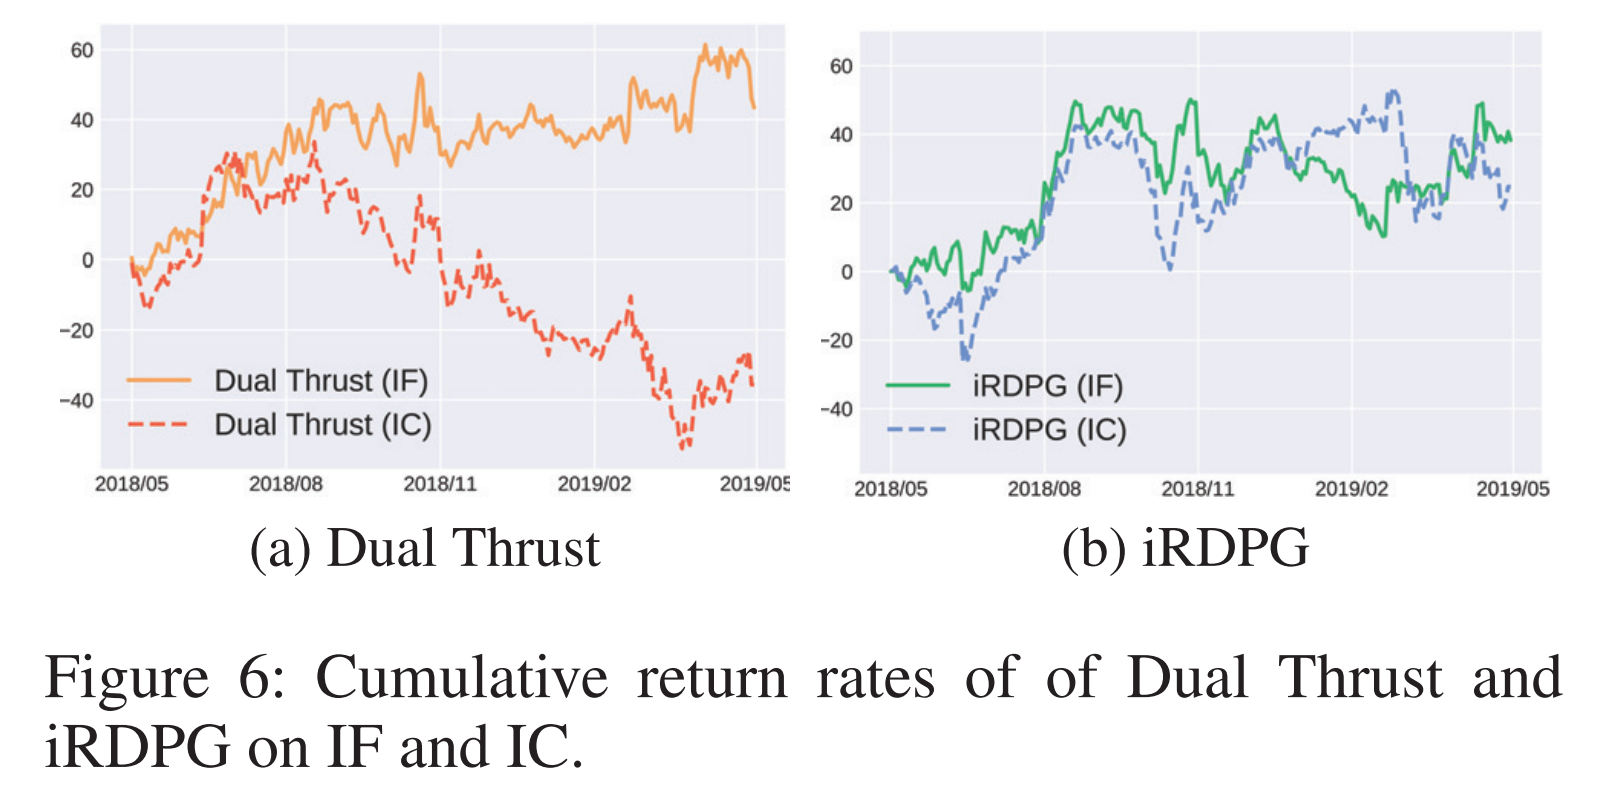 60
40
20
0
−20
−40
Dual Thrust (IF)
Dual Thrust (IC)
2018/05 2018/08 2018/11 2019/02 2019/05
60
40
20
0
−20
−40
iRDPG (IF)
iRDPG (IC)
2018/05 2018/08 2018/11 2019/02 2019/05
(a) Dual Thrust
(b) iRDPG
Figure 6: Cumulative return rates of of Dual Thrust and
iRDPG on IF and IC.